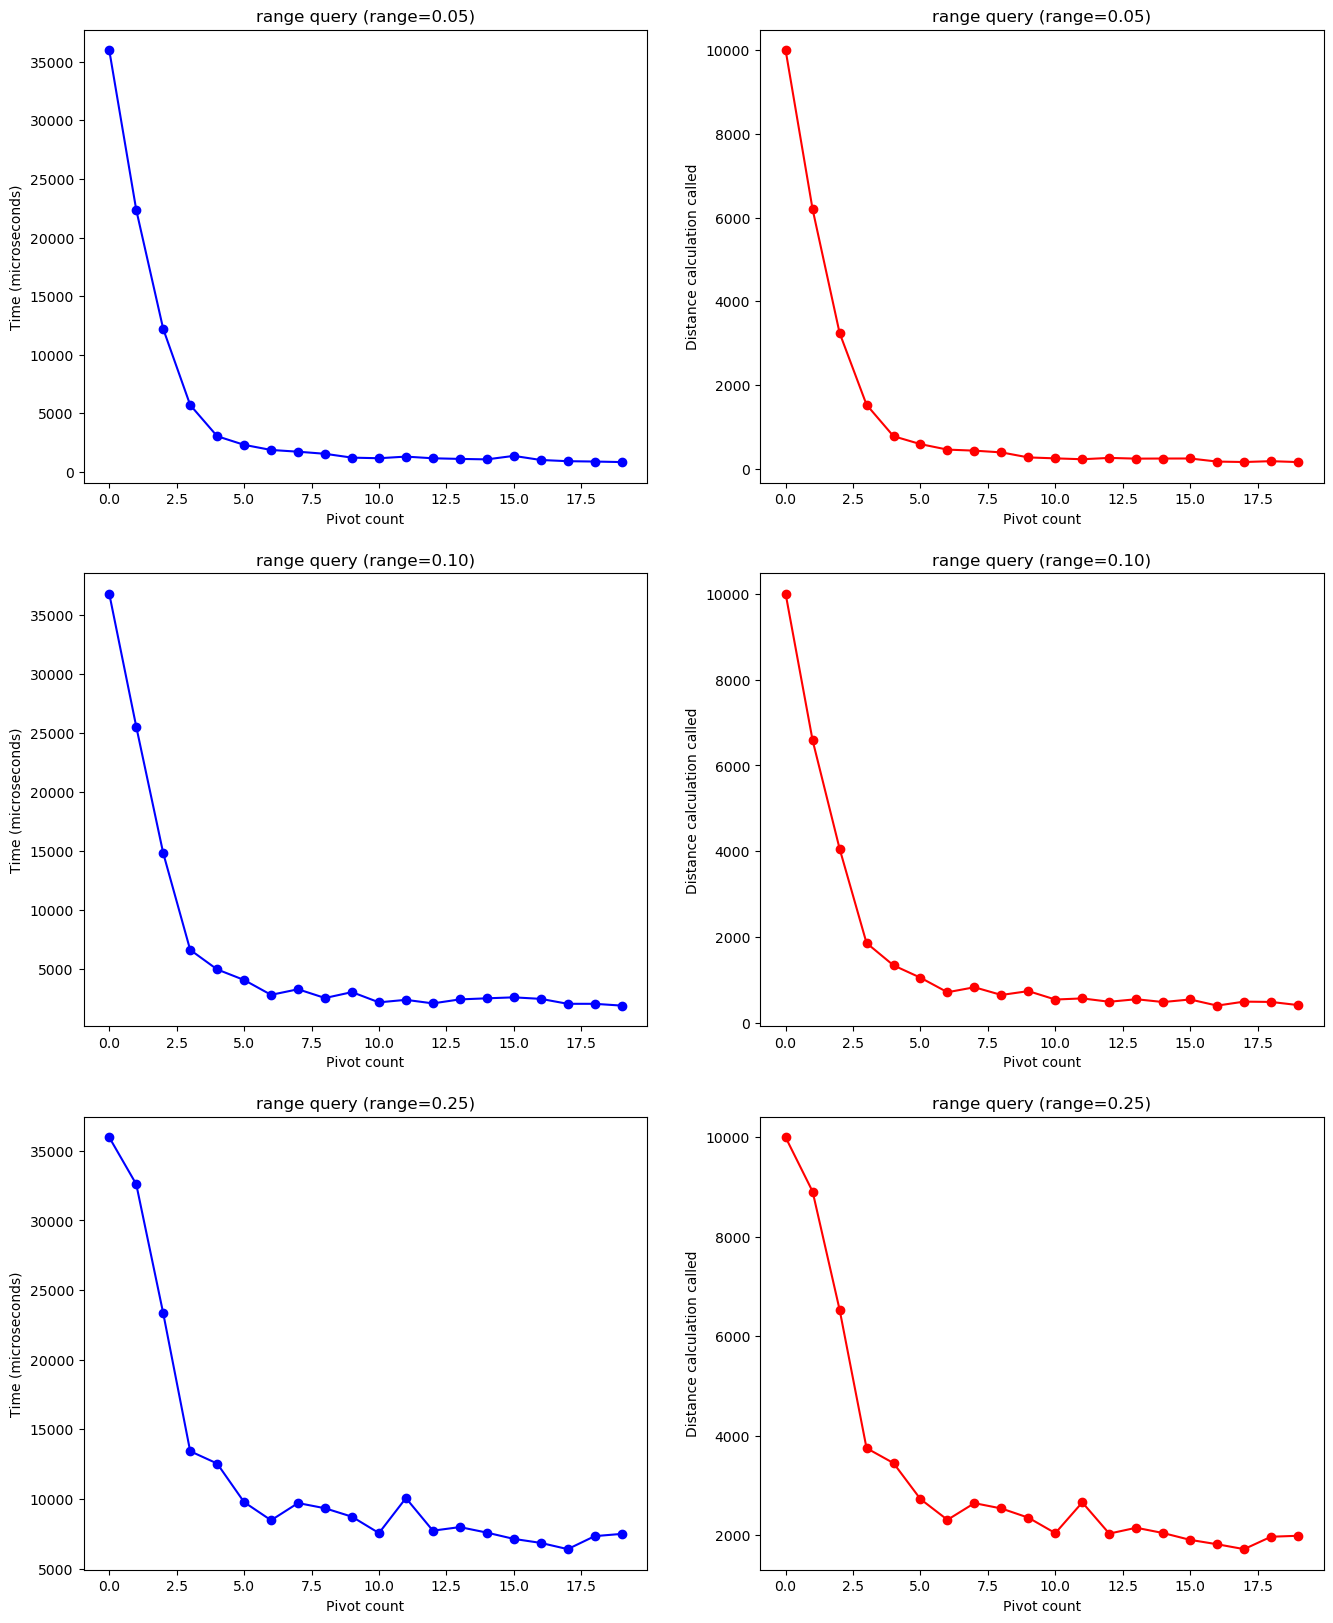 range query (range=0.05)
35000
30000
25000
20000
15000
10000
5000
0
Time (microseconds)
0.0 2.5 5.0 7.5 10.0 12.5 15.0 17.5
Pivot count
range query (range=0.05)
10000
8000
6000
4000
2000
0
Distance calculation called
0.0 2.5 5.0 7.5 10.0 12.5 15.0 17.5
Pivot count
range query (range=0.10)
35000
30000
25000
20000
15000
10000
5000
Time (microseconds)
0.0 2.5 5.0 7.5 10.0 12.5 15.0 17.5
Pivot count
range query (range=0.10)
10000
8000
6000
4000
2000
0
Distance calculation called
0.0 2.5 5.0 7.5 10.0 12.5 15.0 17.5
Pivot count
range query (range=0.25)
35000
30000
25000
20000
15000
10000
5000
Time (microseconds)
0.0 2.5 5.0 7.5 10.0 12.5 15.0 17.5
Pivot count
range query (range=0.25)
10000
8000
6000
4000
2000
Distance calculation called
0.0 2.5 5.0 7.5 10.0 12.5 15.0 17.5
Pivot count